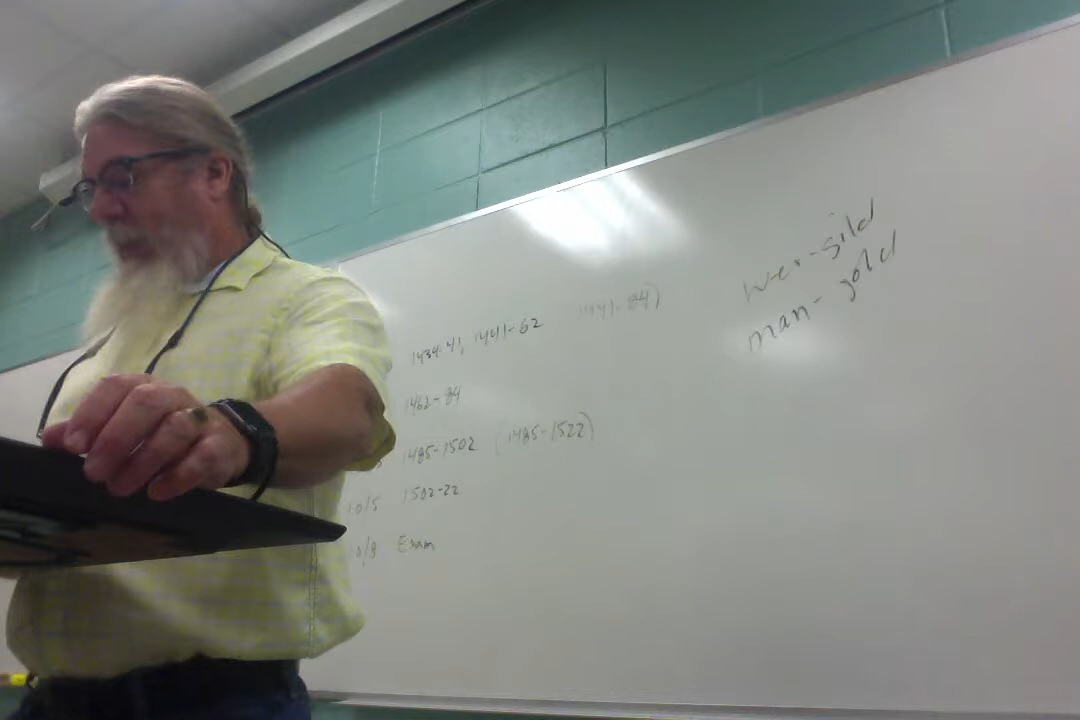 1434-41, 1441-62 (1441-84)
1462-84
1485-1502 (1485-1522)
10/5 1502-22
10/8 Exam
wer-gild
man-gold